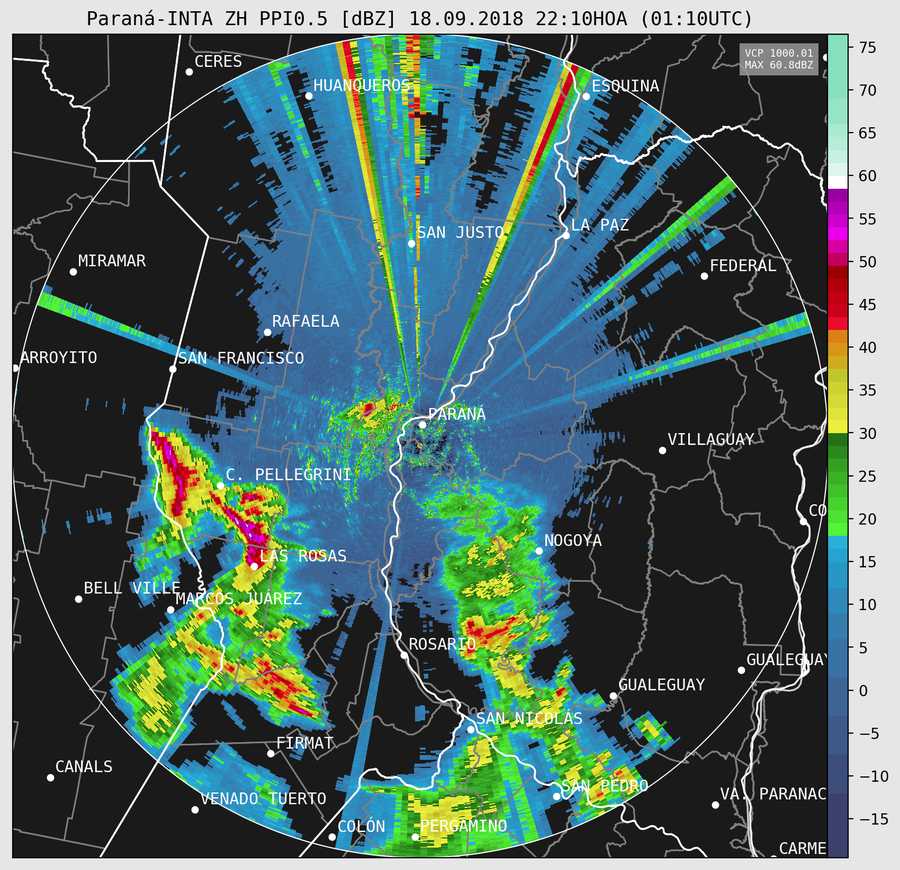 Paraná-INTA ZH PPI0.5 [dBZ] 18.09.2018 22:10HOA (01:10UTC)
VCP 1000.01
MAX 60.8dBZ
CERES
HUANQUEROS
ESQUINA
SAN JUSTO
LA PAZ
MIRAMAR
FEDERAL
RAFAELA
ARROYITO
SAN FRANCISCO
PARANÁ
VILLAGUAY
C. PELLEGRINI
CO
NOGOYA
LAS ROSAS
BELL VILLE
MARCOS JUÁREZ
ROSARIO
GUALEGUAY
GUALEGUAY
SAN NICOLÁS
FIRMAT
CANALS
SAN PEDRO
VENADO TUERTO
VA. PARANAC
COLÓN
PERGAMINO
CARME
75
70
65
60
55
50
45
40
35
30
25
20
15
10
5
0
−5
−10
−15